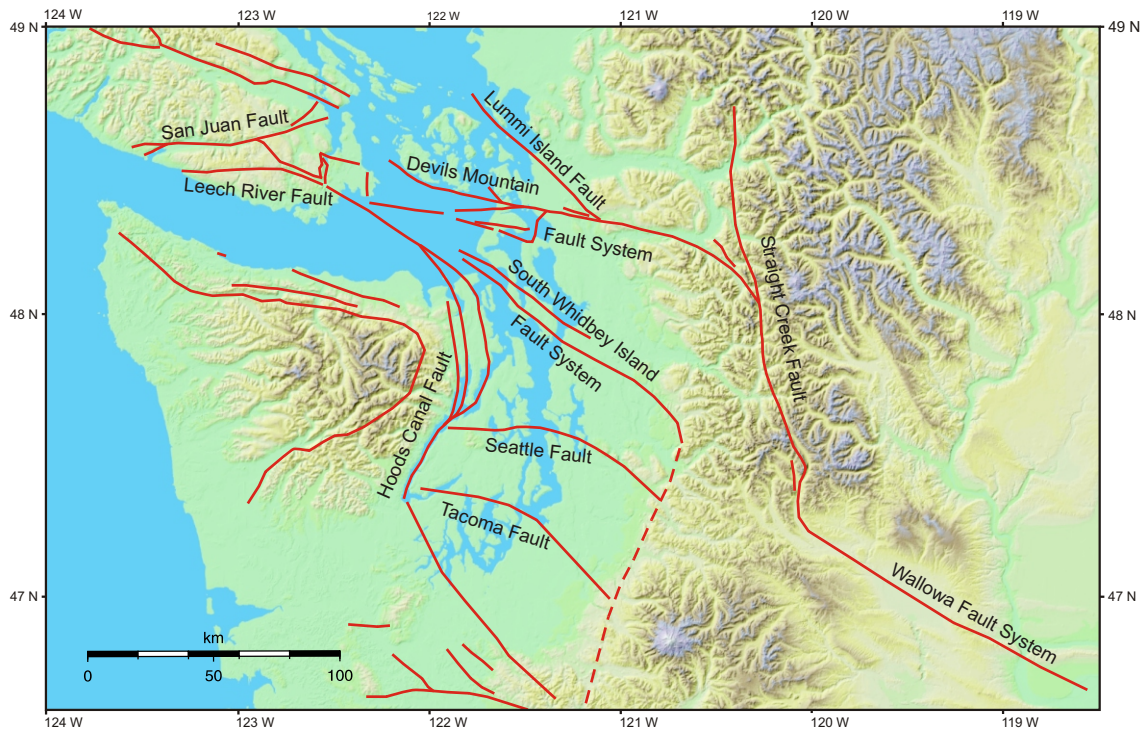 124 W 123 W 122 W 121 W 120 W 119 W
49 N 49 N
Lummi Island Fault
San Juan Fault
Devils Mountain
Leech River Fault
Fault System
Straight Creek Fault
South Whidbey Island
Fault System
48 N 48 N
Hoods Canal Fault
Seattle Fault
Tacoma Fault
Wallowa Fault System
47 N 47 N
km
0 50 100
124 W 123 W 122 W 121 W 120 W 119 W